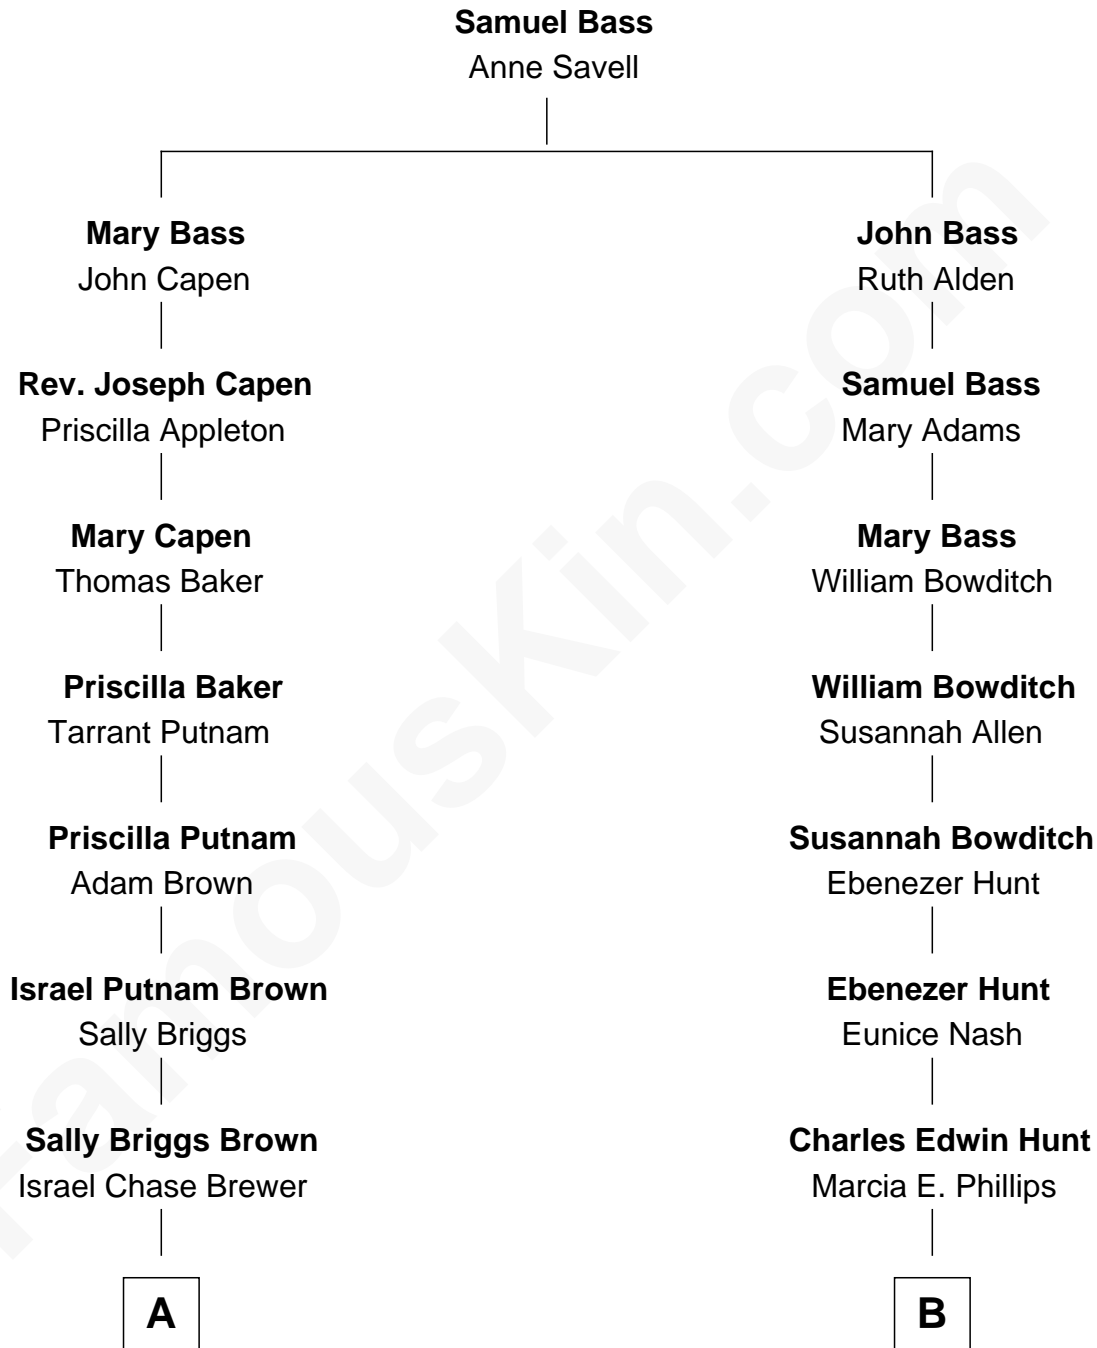 Samuel Bass
Anne Savell
Mary Bass
John Capen
John Bass
Ruth Alden
Rev. Joseph Capen
Priscilla Appleton
Samuel Bass
Mary Adams
Mary Capen
Thomas Baker
Mary Bass
William Bowditch
Priscilla Baker
Tarrant Putnam
William Bowditch
Susannah Allen
Priscilla Putnam
Adam Brown
Susannah Bowditch
Ebenezer Hunt
Israel Putnam Brown
Sally Briggs
Ebenezer Hunt
Eunice Nash
Sally Briggs Brown
Israel Chase Brewer
Charles Edwin Hunt
Marcia E. Phillips
A
B
FamousKin.com